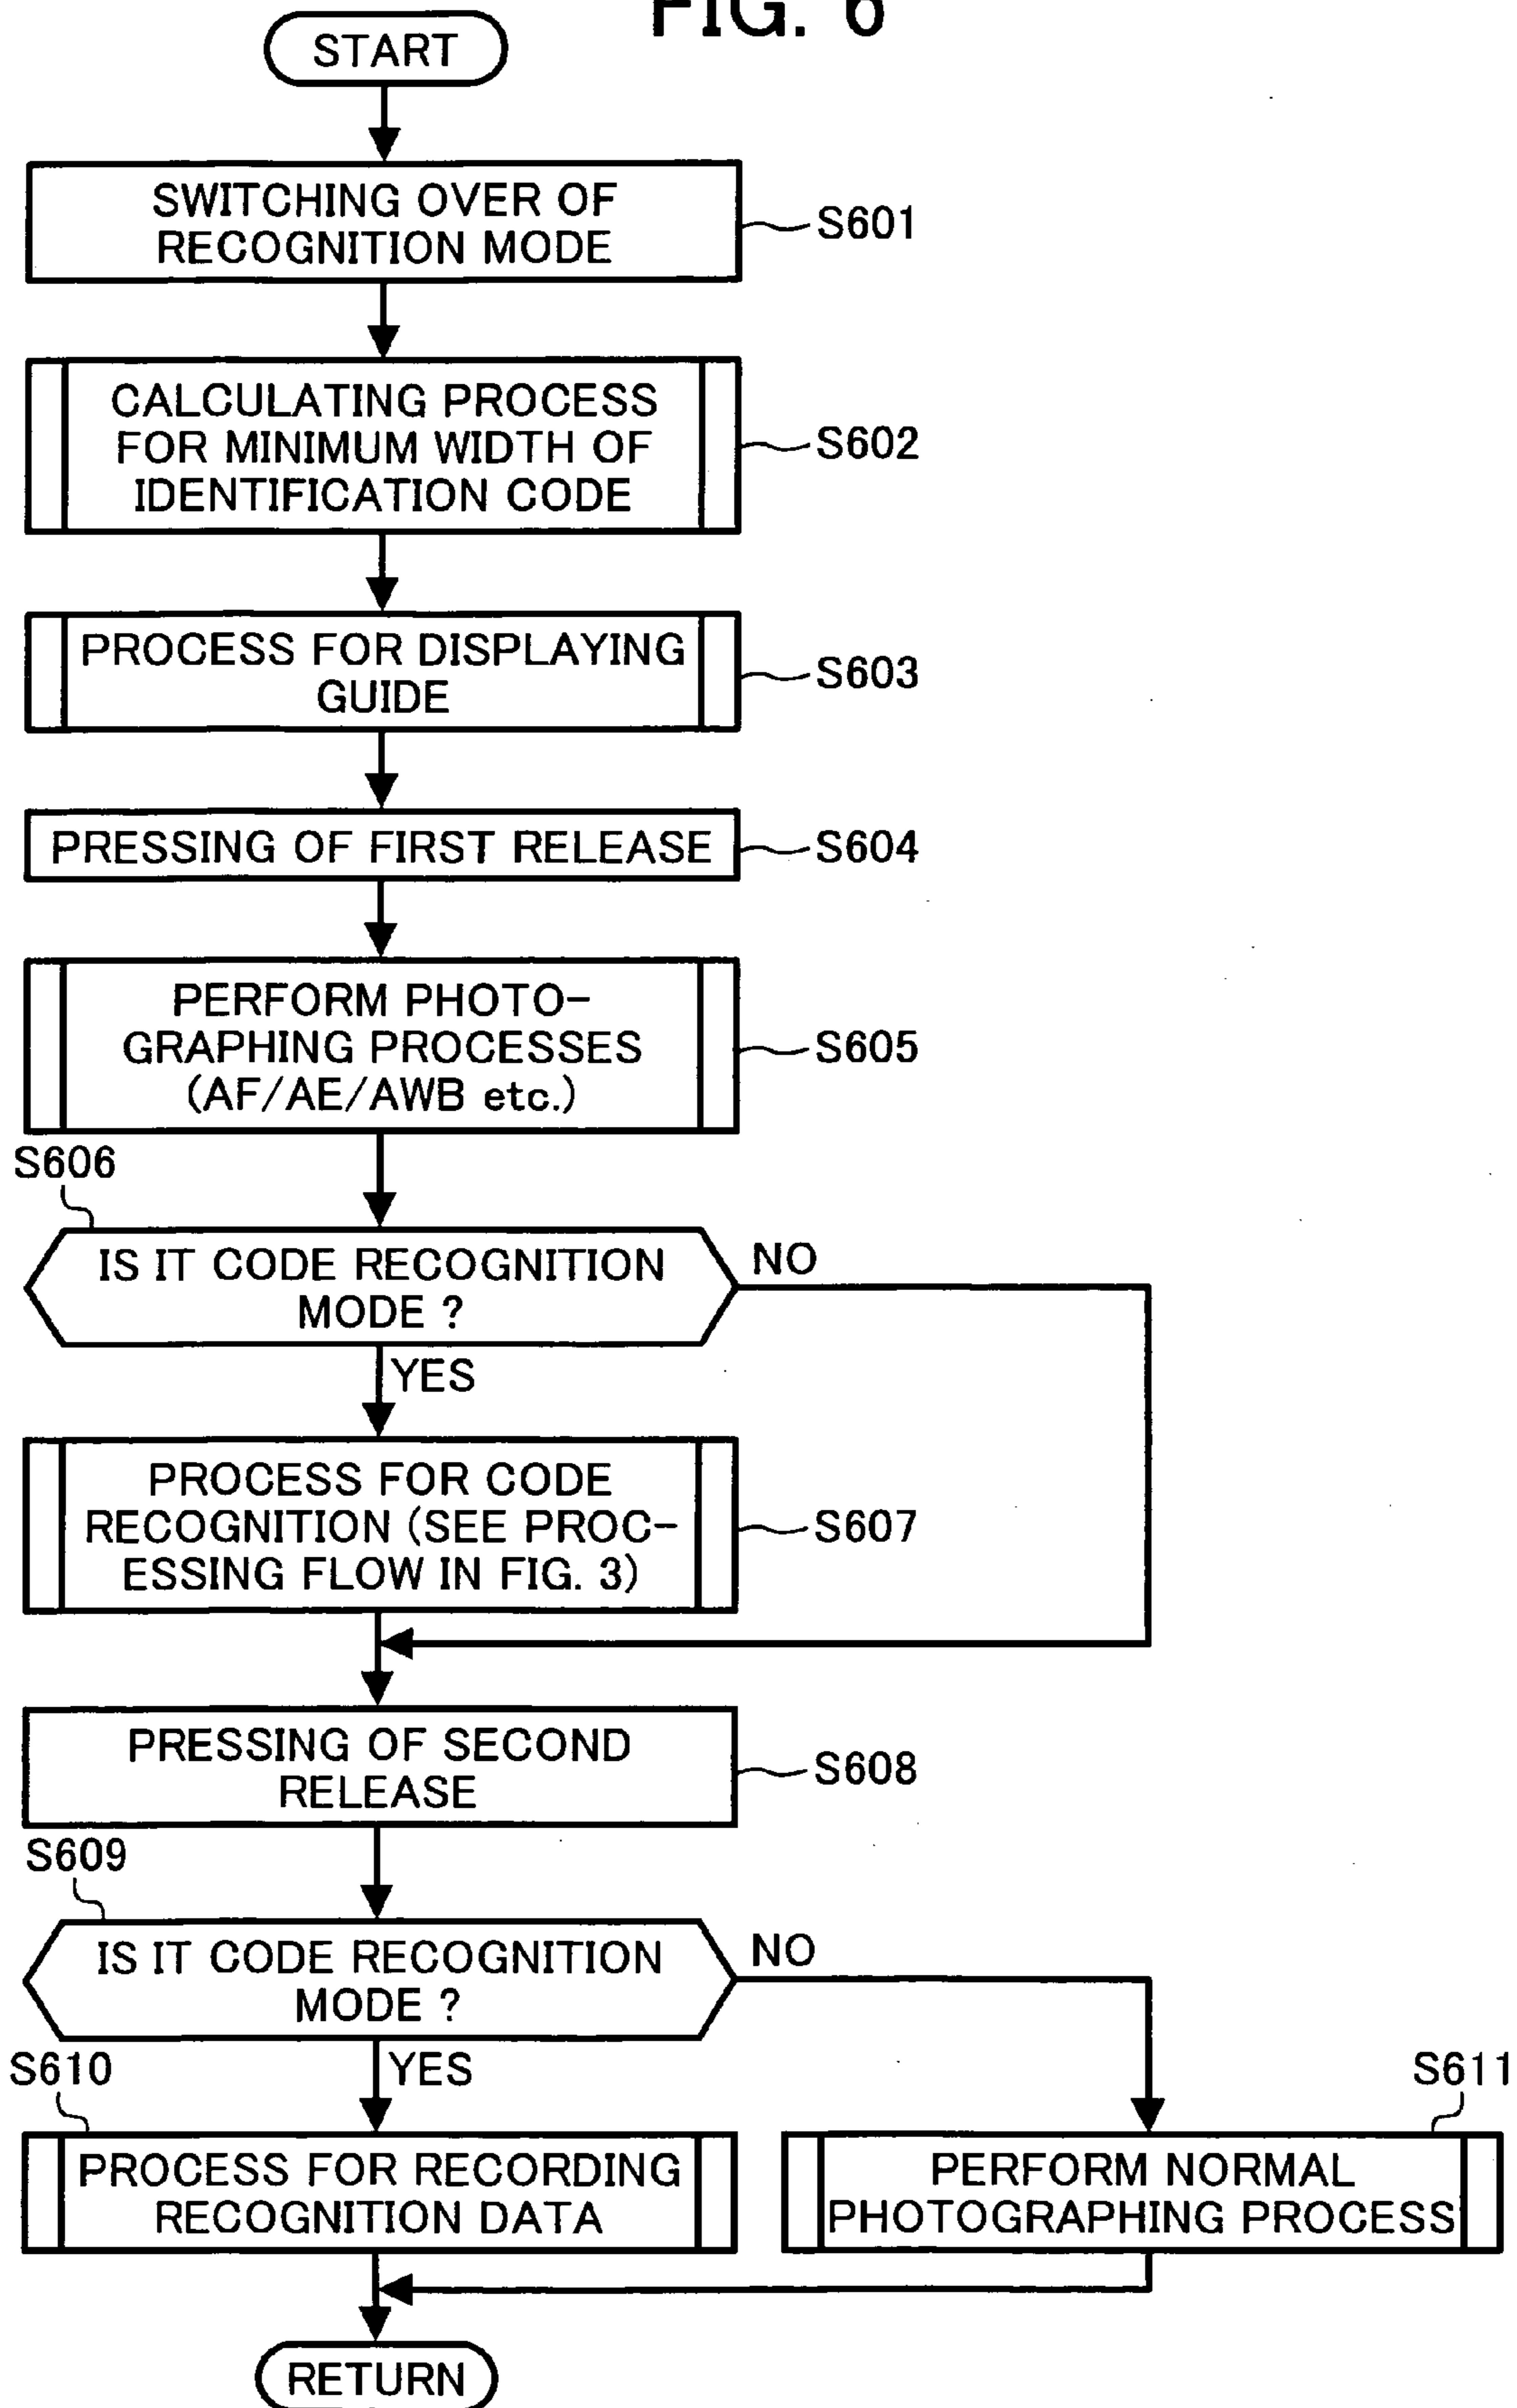 FIG. 6
START
SWITCHING OVER OF
RECOGNITION MODE
S601
CALCULATING PROCESS
FOR MINIMUM WIDTH OF
IDENTIFICATION CODE
S602
PROCESS FOR DISPLAYING
GUIDE
S603
PRESSING OF FIRST RELEASE
S604
PERFORM PHOTO-
GRAPHING PROCESSES
(AF/AE/AWB etc.)
S605
S606
IS IT CODE RECOGNITION
MODE ?
NO
YES
PROCESS FOR CODE
RECOGNITION (SEE PROC-
ESSING FLOW IN FIG. 3)
S607
PRESSING OF SECOND
RELEASE
S608
S609
IS IT CODE RECOGNITION
MODE ?
NO
YES
S610
PROCESS FOR RECORDING
RECOGNITION DATA
S611
PERFORM NORMAL
PHOTOGRAPHING PROCESS
RETURN